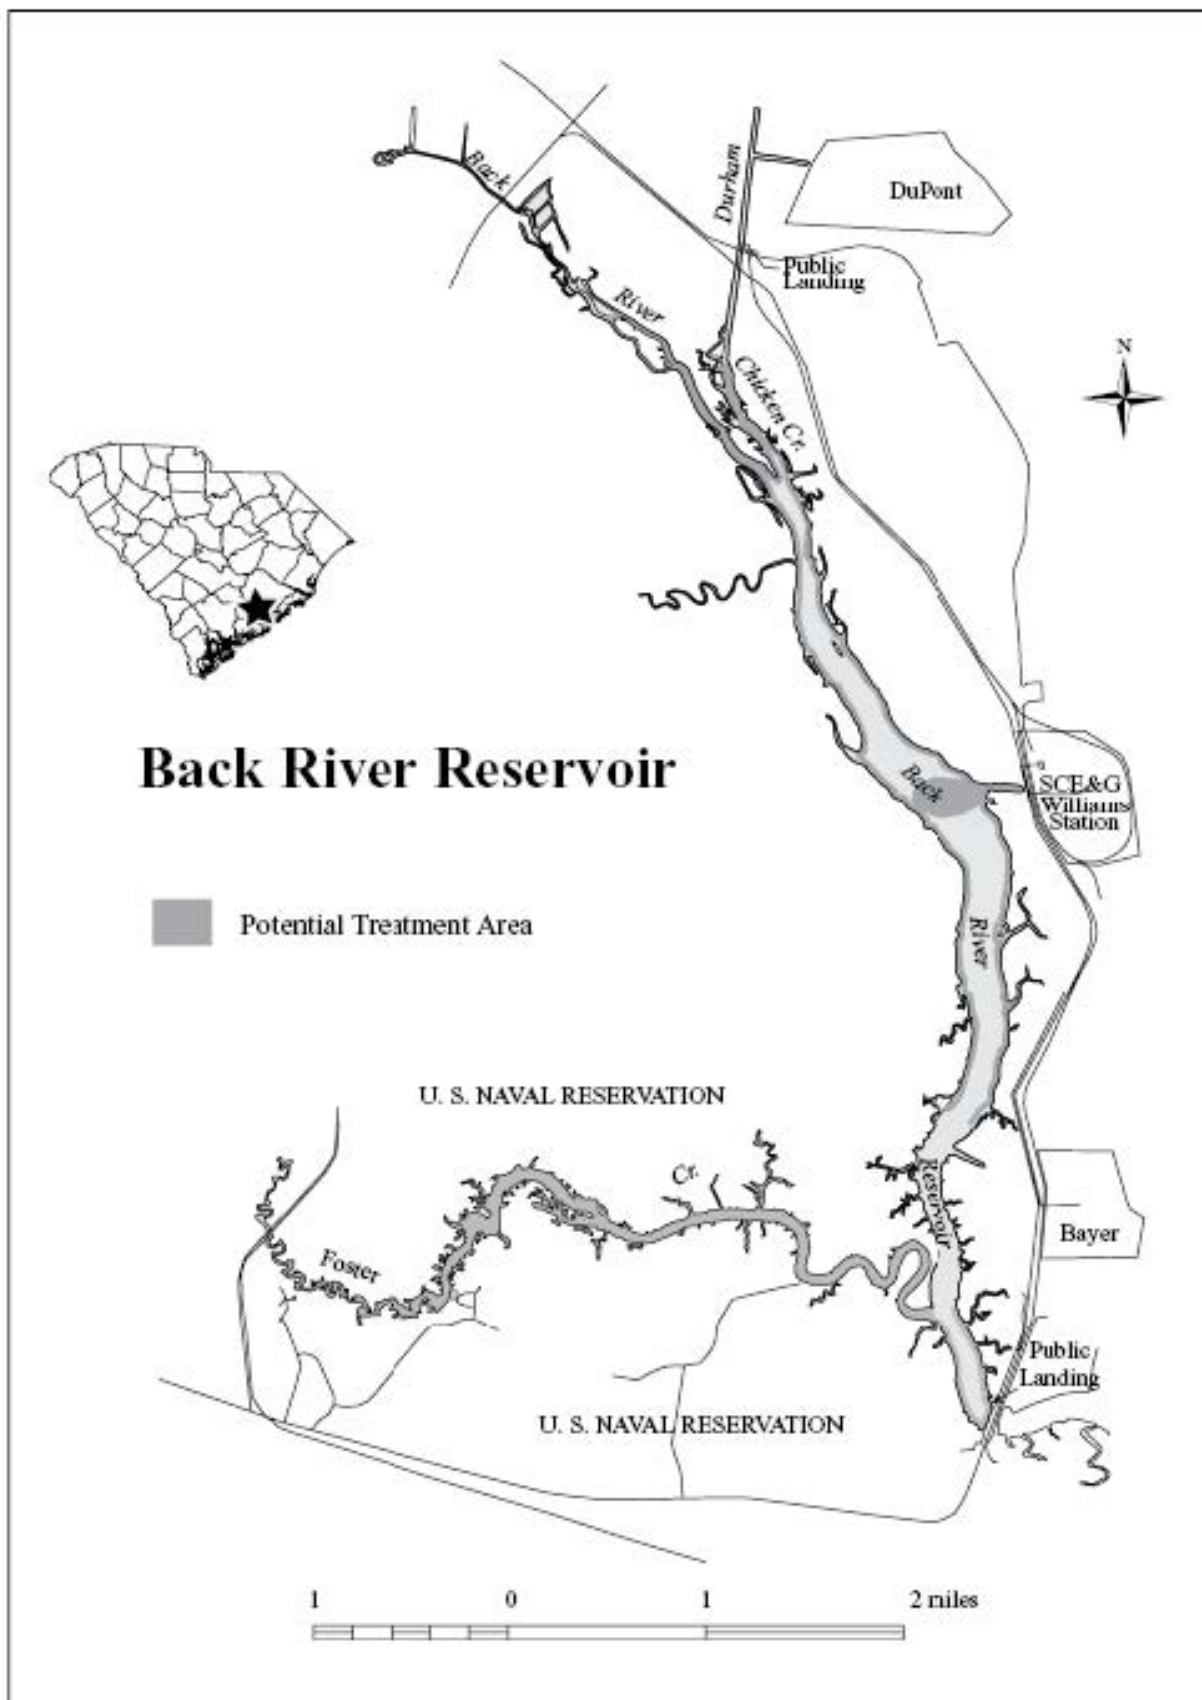 Back
Durham
DuPont
Public
Landing
River
Chicken Cr.
N
Back River Reservoir
Back
SCE&G
Williams
Station
Potential Treatment Area
River
U. S. NAVAL RESERVATION
Cr.
Reservoir
Foster
Bayer
Public
Landing
U. S. NAVAL RESERVATION
1 0 1 2 miles